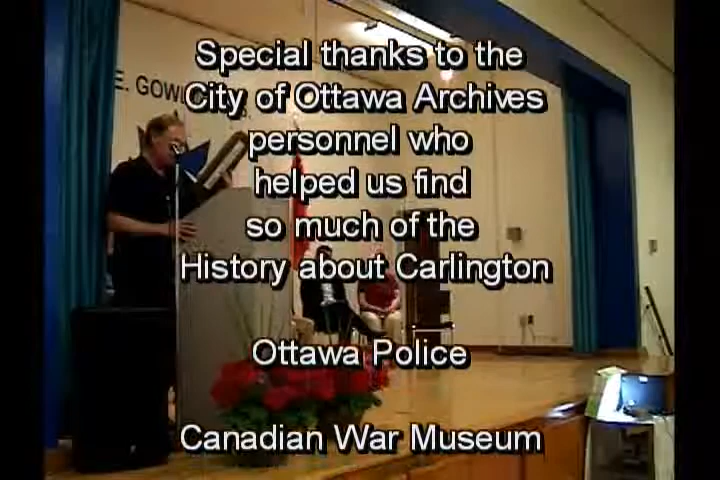 Special thanks to the
E. GOWL
City of Ottawa Archives
personnel who
helped us find
so much of the
History about Carlington
Ottawa Police
Canadian War Museum